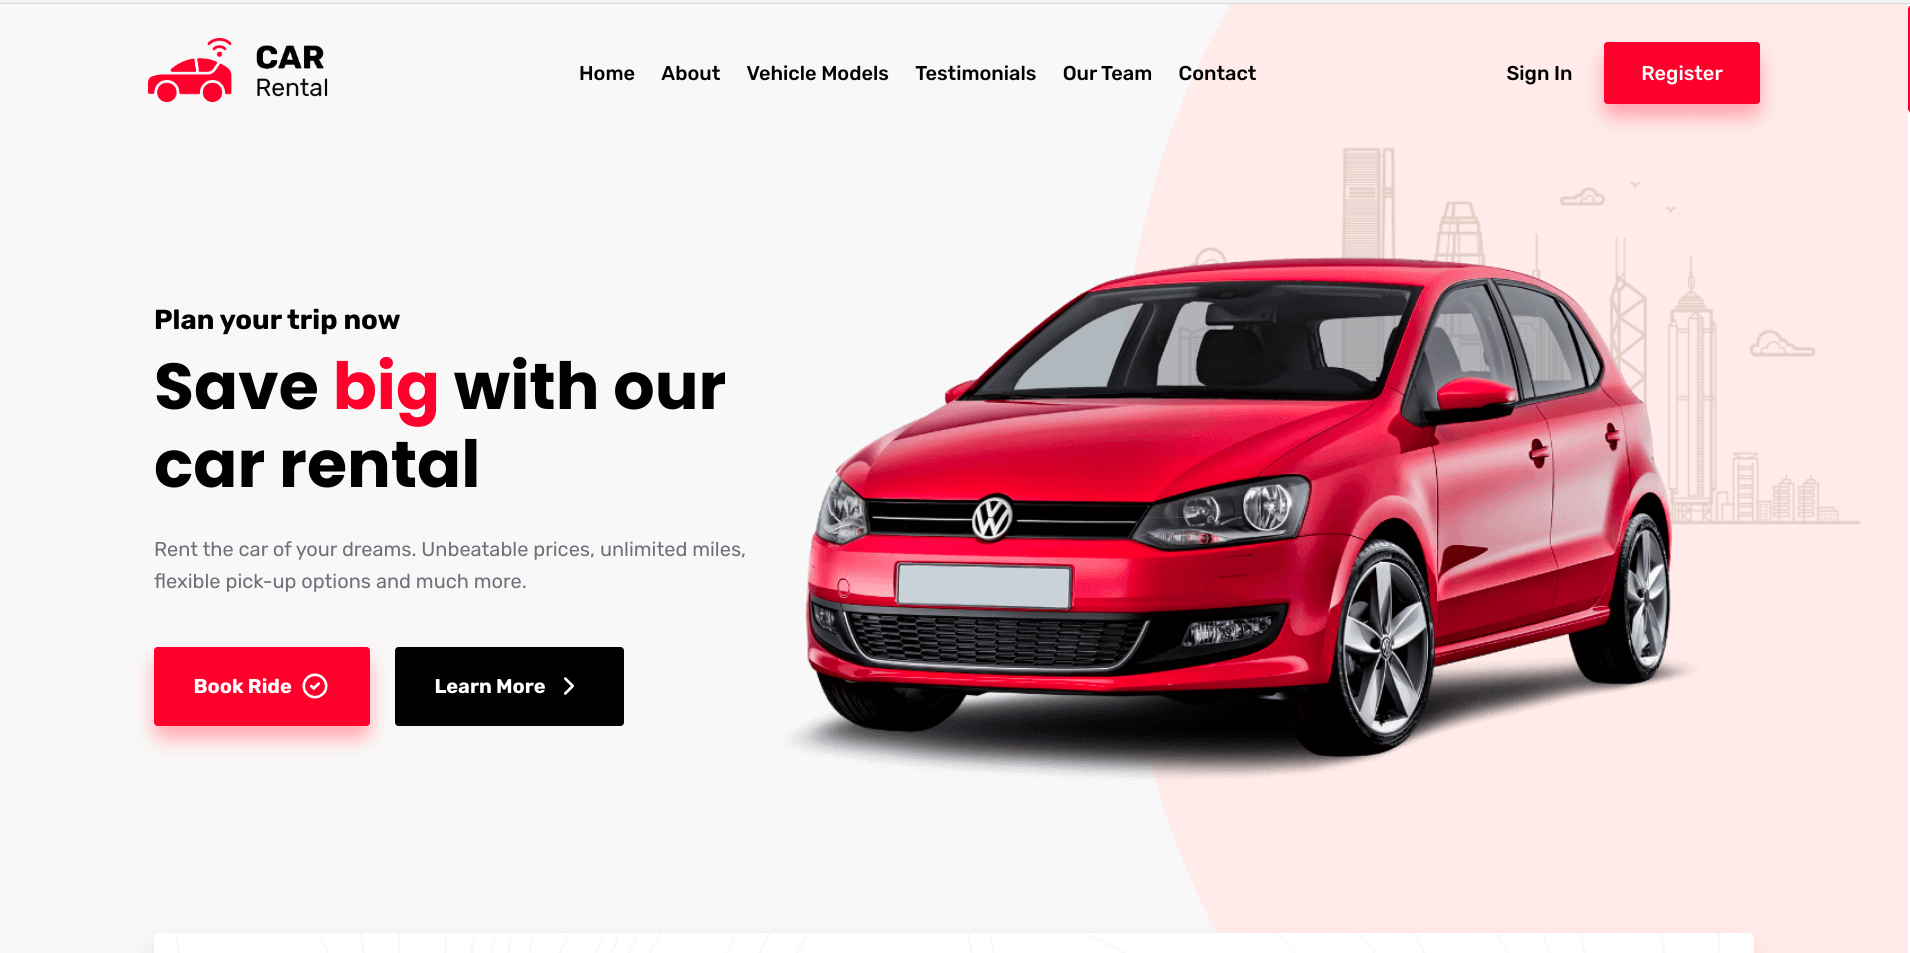 CAR
Rental
Home About Vehicle Models Testimonials Our Team Contact
Sign In Register
Plan your trip now
Save big with our
car rental
Rent the car of your dreams. Unbeatable prices, unlimited miles,
flexible pick-up options and much more.
Book Ride Learn More